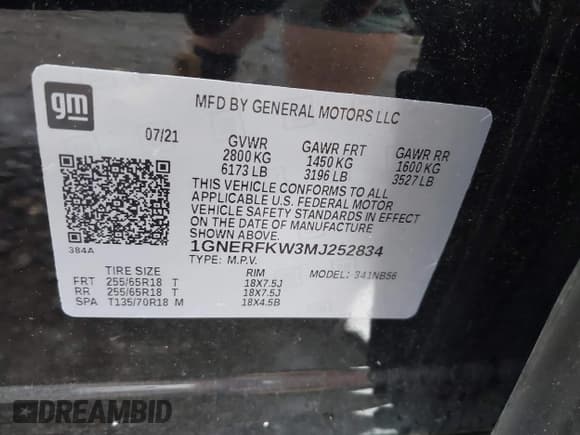 gm
MFD BY GENERAL MOTORS LLC
07/21 GVWR GAWR FRT GAWR RR
2800 KG 1450 KG 1600 KG
6173 LB 3196 LB 3527 LB
THIS VEHICLE CONFORMS TO ALL
APPLICABLE U.S. FEDERAL MOTOR
VEHICLE SAFETY STANDARDS IN EFFECT
ON THE DATE OF MANUFACTURE
SHOWN ABOVE.
384A
1GNERFKW3MJ252834
TYPE: M.P.V. MODEL: 341NB56
TIRE SIZE RIM
FRT 255/65R18 T 18X7.5J
RR 255/65R18 T 18X7.5J
SPA T135/70R18 M 18X4.5B
DREAMBID